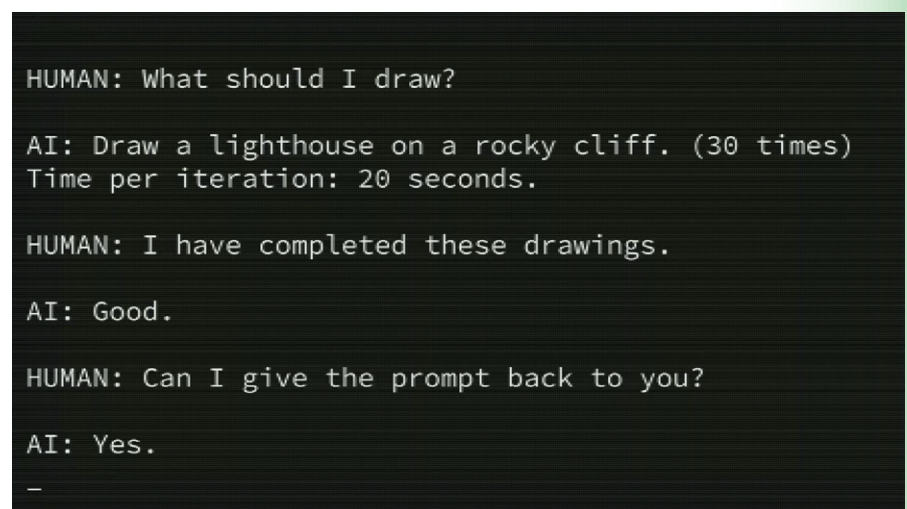 HUMAN: What should I draw?
AI: Draw a lighthouse on a rocky cliff. (30 times)
Time per iteration: 20 seconds.
HUMAN: I have completed these drawings.
AI: Good.
HUMAN: Can I give the prompt back to you?
AI: Yes.
_